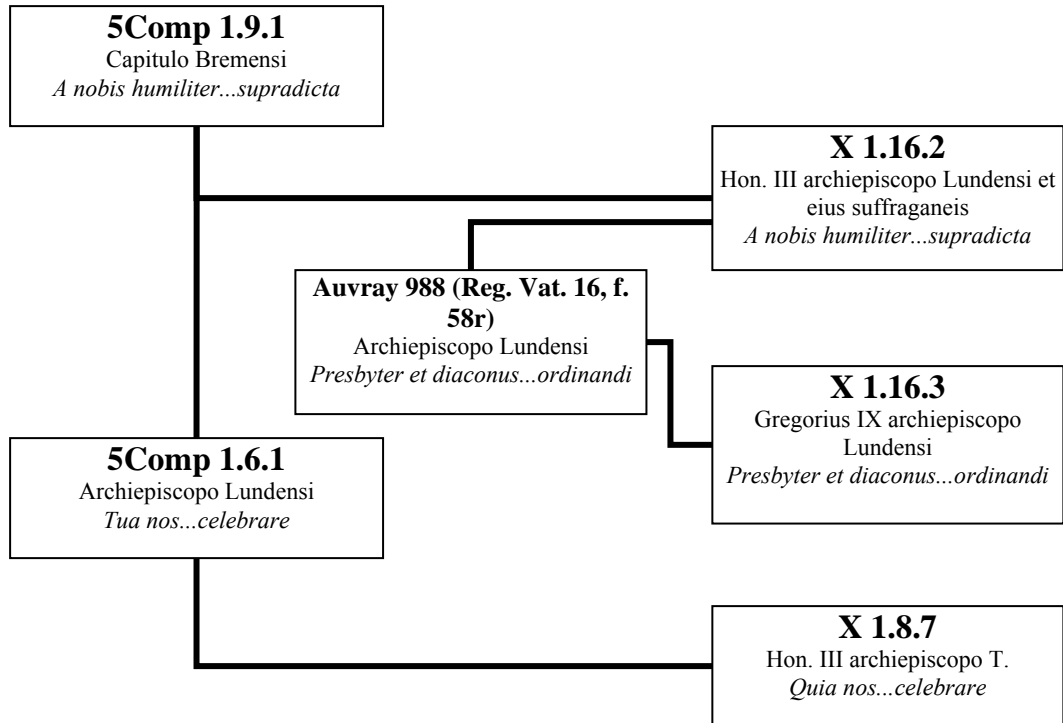 5Comp 1.9.1
Capitulo Bremensi
A nobis humiliter...supradicta
X 1.16.2
Hon. III archiepiscopo Lundensi et
eius suffraganeis
A nobis humiliter...supradicta
Auvray 988 (Reg. Vat. 16, f.
58r)
Archiepiscopo Lundensi
Presbyter et diaconus...ordinandi
X 1.16.3
Gregorius IX archiepiscopo
Lundensi
Presbyter et diaconus...ordinandi
5Comp 1.6.1
Archiepiscopo Lundensi
Tua nos...celebrare
X 1.8.7
Hon. III archiepiscopo T.
Quia nos...celebrare